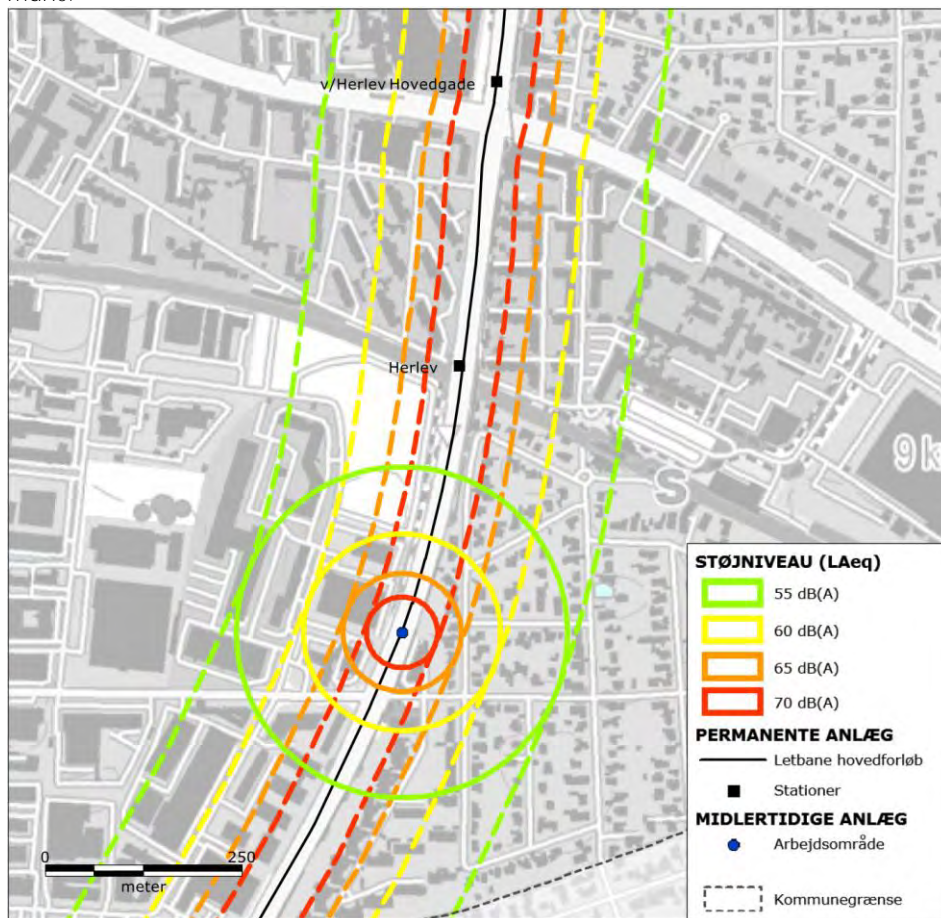 v/Herlev Hovedgade
Herlev
S
9 k
STØJNIVEAU (LAeq)
55 dB(A)
60 dB(A)
65 dB(A)
70 dB(A)
PERMANENTE ANLÆG
Letbane hovedforløb
Stationer
MIDLERTIDIGE ANLÆG
Arbejdsområde
Kommunegrænse
0 250
meter